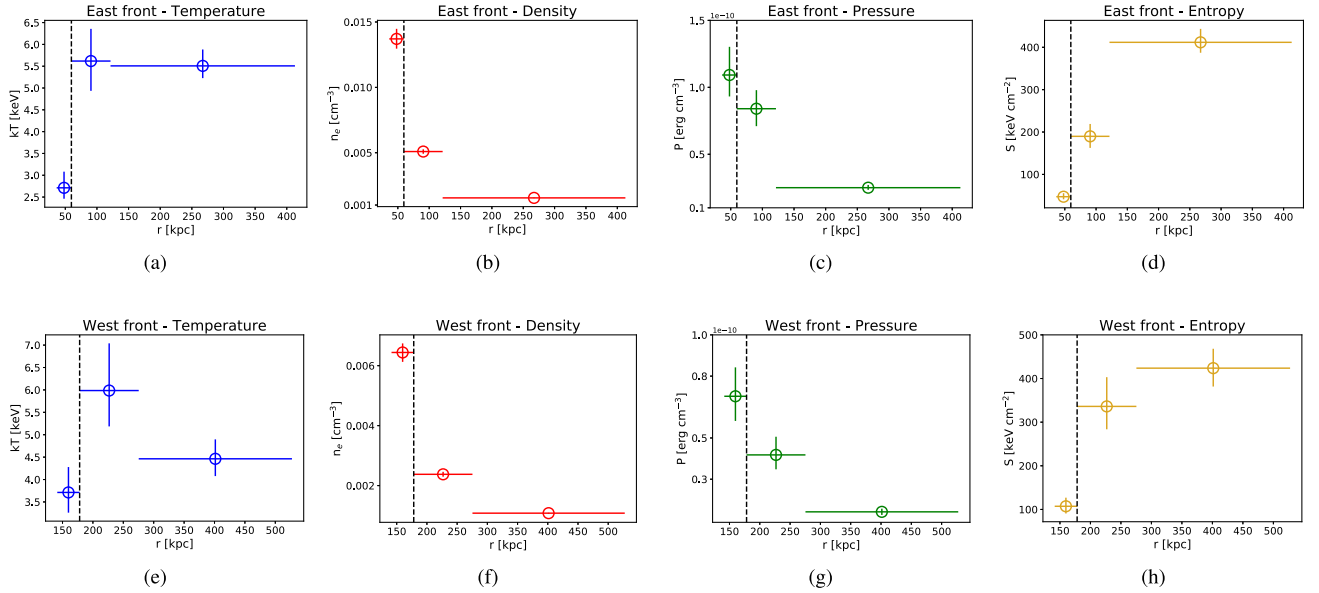 East front - Temperature
6.5
6.0
5.5
5.0
4.5
4.0
3.5
3.0
2.5
kT [keV]
50 100 150 200 250 300 350 400
r [kpc]
(a)
East front - Density
0.015
0.010
0.005
0.001
n_e [cm⁻³]
50 100 150 200 250 300 350 400
r [kpc]
(b)
East front - Pressure
1e−10
1.5
1.0
0.5
0.1
P [erg cm⁻³]
50 100 150 200 250 300 350 400
r [kpc]
(c)
East front - Entropy
400
300
200
100
S [keV cm⁻²]
50 100 150 200 250 300 350 400
r [kpc]
(d)
West front - Temperature
7.0
6.5
6.0
5.5
5.0
4.5
4.0
3.5
kT [keV]
150 200 250 300 350 400 450 500
r [kpc]
(e)
West front - Density
0.006
0.004
0.002
n_e [cm⁻³]
150 200 250 300 350 400 450 500
r [kpc]
(f)
West front - Pressure
1e−10
1.0
0.8
0.5
0.3
P [erg cm⁻³]
150 200 250 300 350 400 450 500
r [kpc]
(g)
West front - Entropy
500
400
300
200
100
S [keV cm⁻²]
150 200 250 300 350 400 450 500
r [kpc]
(h)